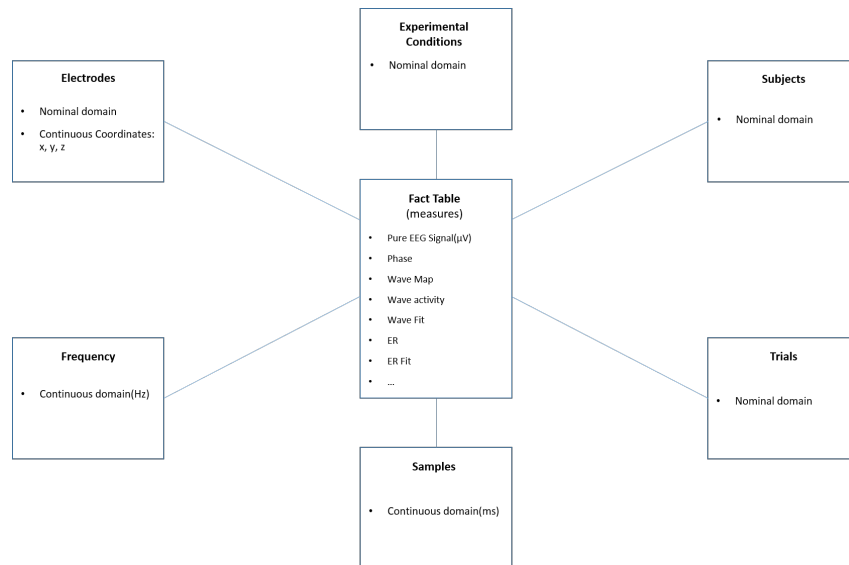 Experimental
Conditions
• Nominal domain
Electrodes
• Nominal domain
• Continuous Coordinates:
x, y, z
Subjects
• Nominal domain
Fact Table
(measures)
• Pure EEG Signal(µV)
• Phase
• Wave Map
• Wave activity
• Wave Fit
• ER
• ER Fit
• ...
Frequency
• Continuous domain(Hz)
Trials
• Nominal domain
Samples
• Continuous domain(ms)